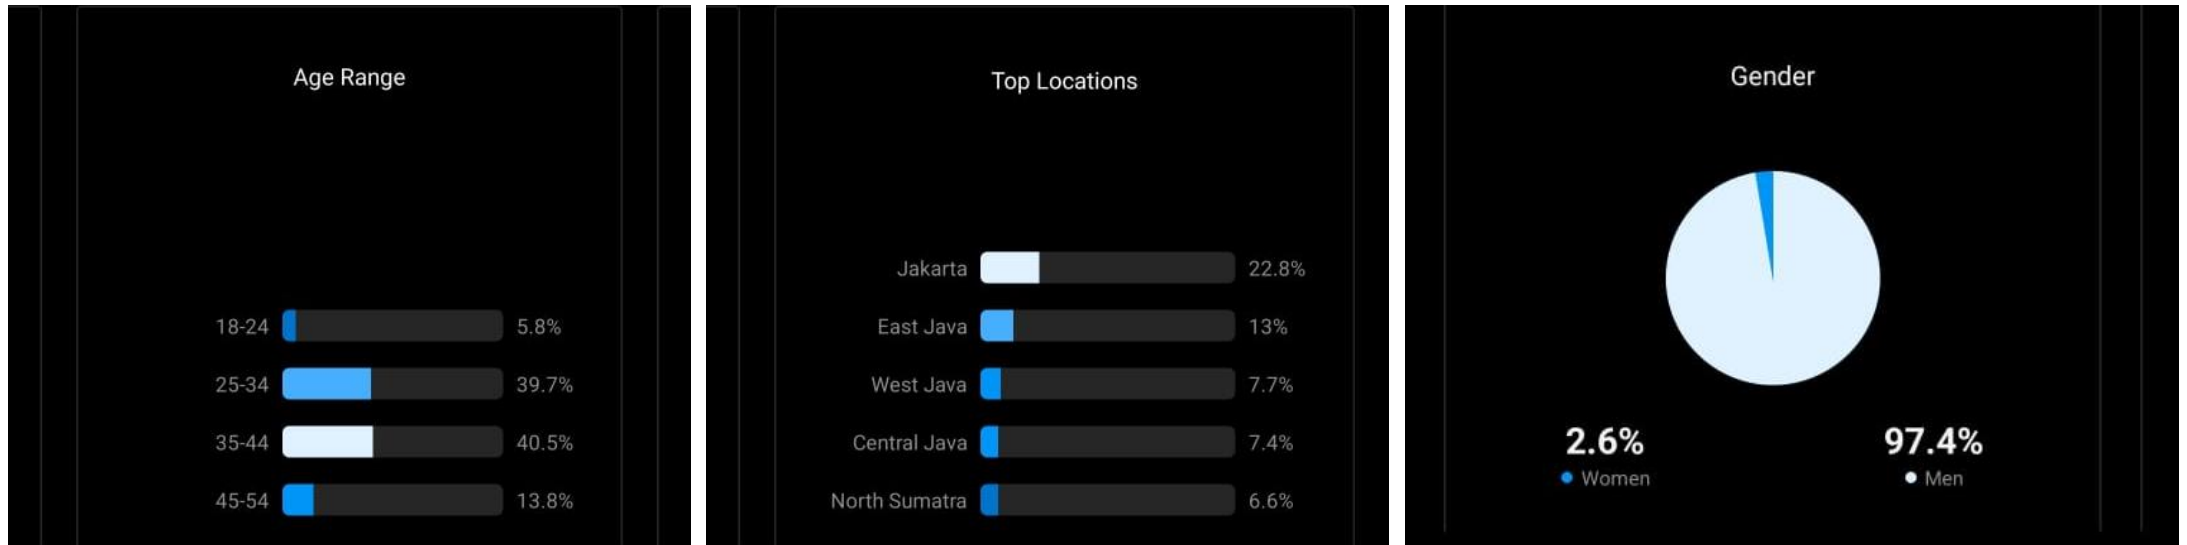 Age Range
18-24 5.8%
25-34 39.7%
35-44 40.5%
45-54 13.8%
Top Locations
Jakarta 22.8%
East Java 13%
West Java 7.7%
Central Java 7.4%
North Sumatra 6.6%
Gender
2.6% 97.4%
Women Men